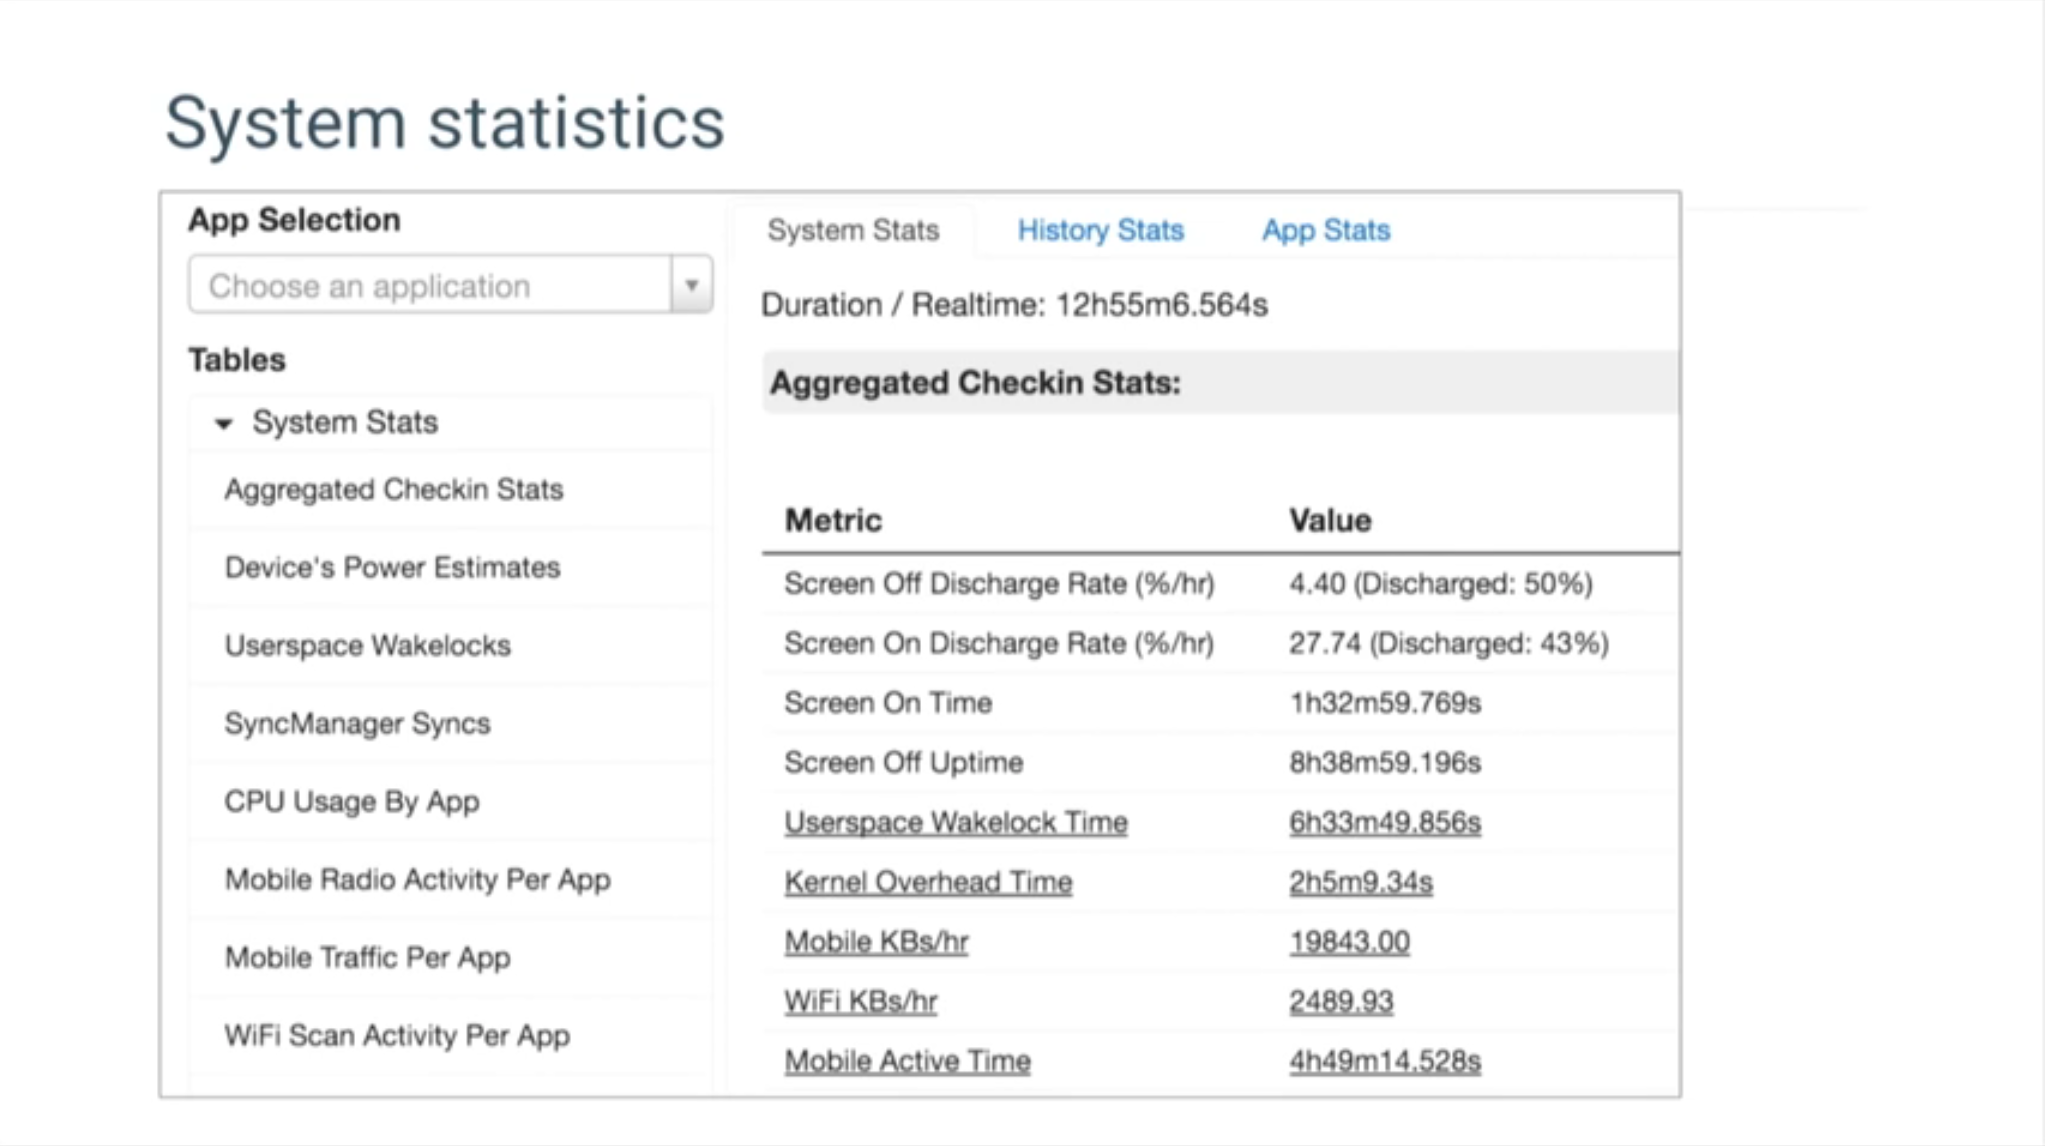 System statistics
App Selection
Choose an application
Tables
System Stats
Aggregated Checkin Stats
Device's Power Estimates
Userspace Wakelocks
SyncManager Syncs
CPU Usage By App
Mobile Radio Activity Per App
Mobile Traffic Per App
WiFi Scan Activity Per App
System Stats History Stats App Stats
Duration / Realtime: 12h55m6.564s
Aggregated Checkin Stats:
Metric Value
Screen Off Discharge Rate (%/hr) 4.40 (Discharged: 50%)
Screen On Discharge Rate (%/hr) 27.74 (Discharged: 43%)
Screen On Time 1h32m59.769s
Screen Off Uptime 8h38m59.196s
Userspace Wakelock Time 6h33m49.856s
Kernel Overhead Time 2h5m9.34s
Mobile KBs/hr 19843.00
WiFi KBs/hr 2489.93
Mobile Active Time 4h49m14.528s